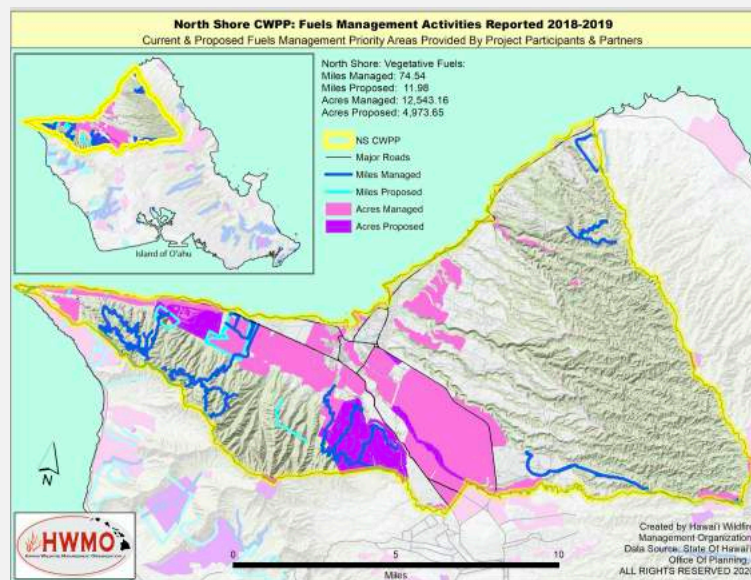 North Shore CWPP: Fuels Management Activities Reported 2018-2019
Current & Proposed Fuels Management Priority Areas Provided By Project Participants & Partners
North Shore: Vegetative Fuels:
Miles Managed: 74.54
Miles Proposed: 11.98
Acres Managed: 12,543.16
Acres Proposed: 4,973.65
NS CWPP
Major Roads
Miles Managed
Miles Proposed
Acres Managed
Acres Proposed
Island of O'ahu
N
HWMO
0 5 10
Miles
Created by Hawai'i Wildfire
Management Organization
Data Source: State Of Hawai
Office Of Planning
ALL RIGHTS RESERVED 202